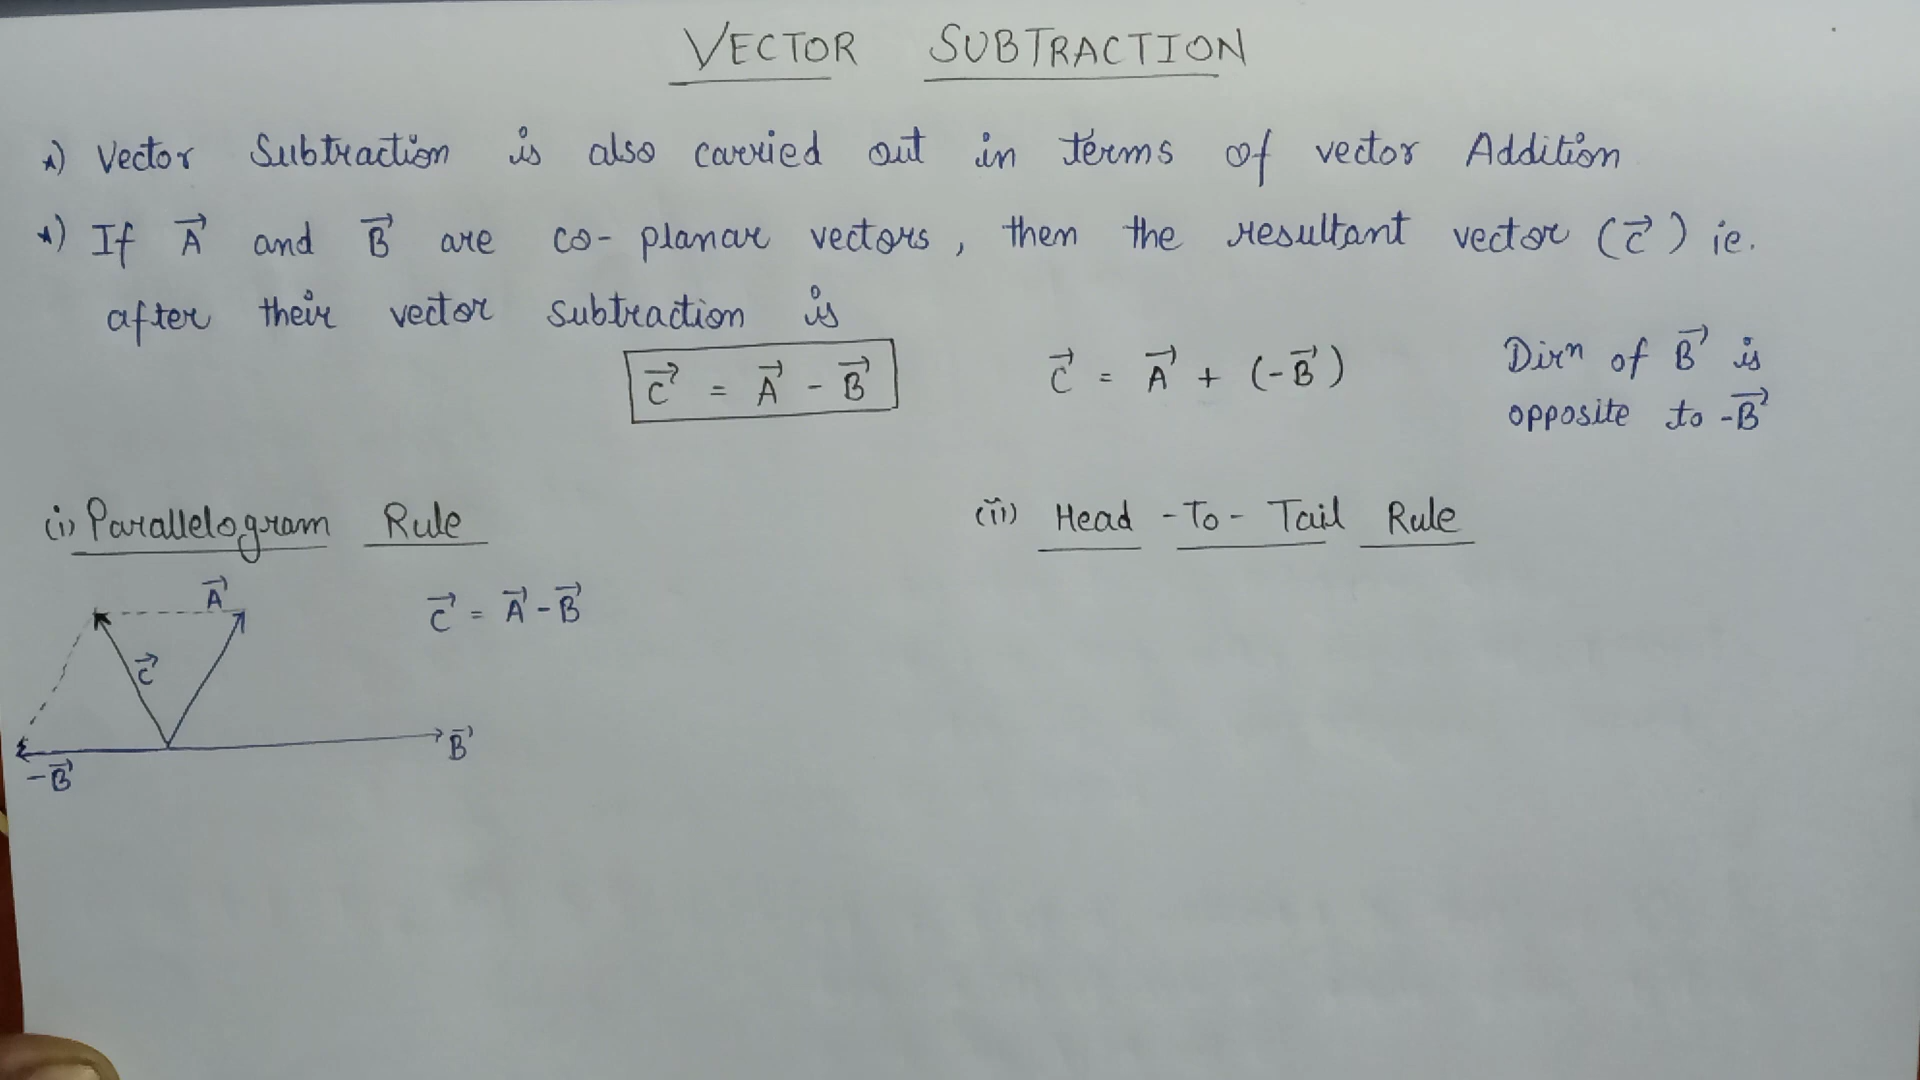 VECTOR SUBTRACTION
*) Vector Subtraction is also carried out in terms of vector Addition
*) If A⃗ and B⃗ are co-planar vectors, then the resultant vector (C⃗) ie.
after their vector subtraction is
C⃗ = A⃗ - B⃗
C⃗ = A⃗ + (-B⃗)
Dirⁿ of B⃗ is
opposite to -B⃗
(i) Parallelogram Rule
(ii) Head-To-Tail Rule
A⃗
C⃗ = A⃗ - B⃗
C⃗
B⃗
-B⃗